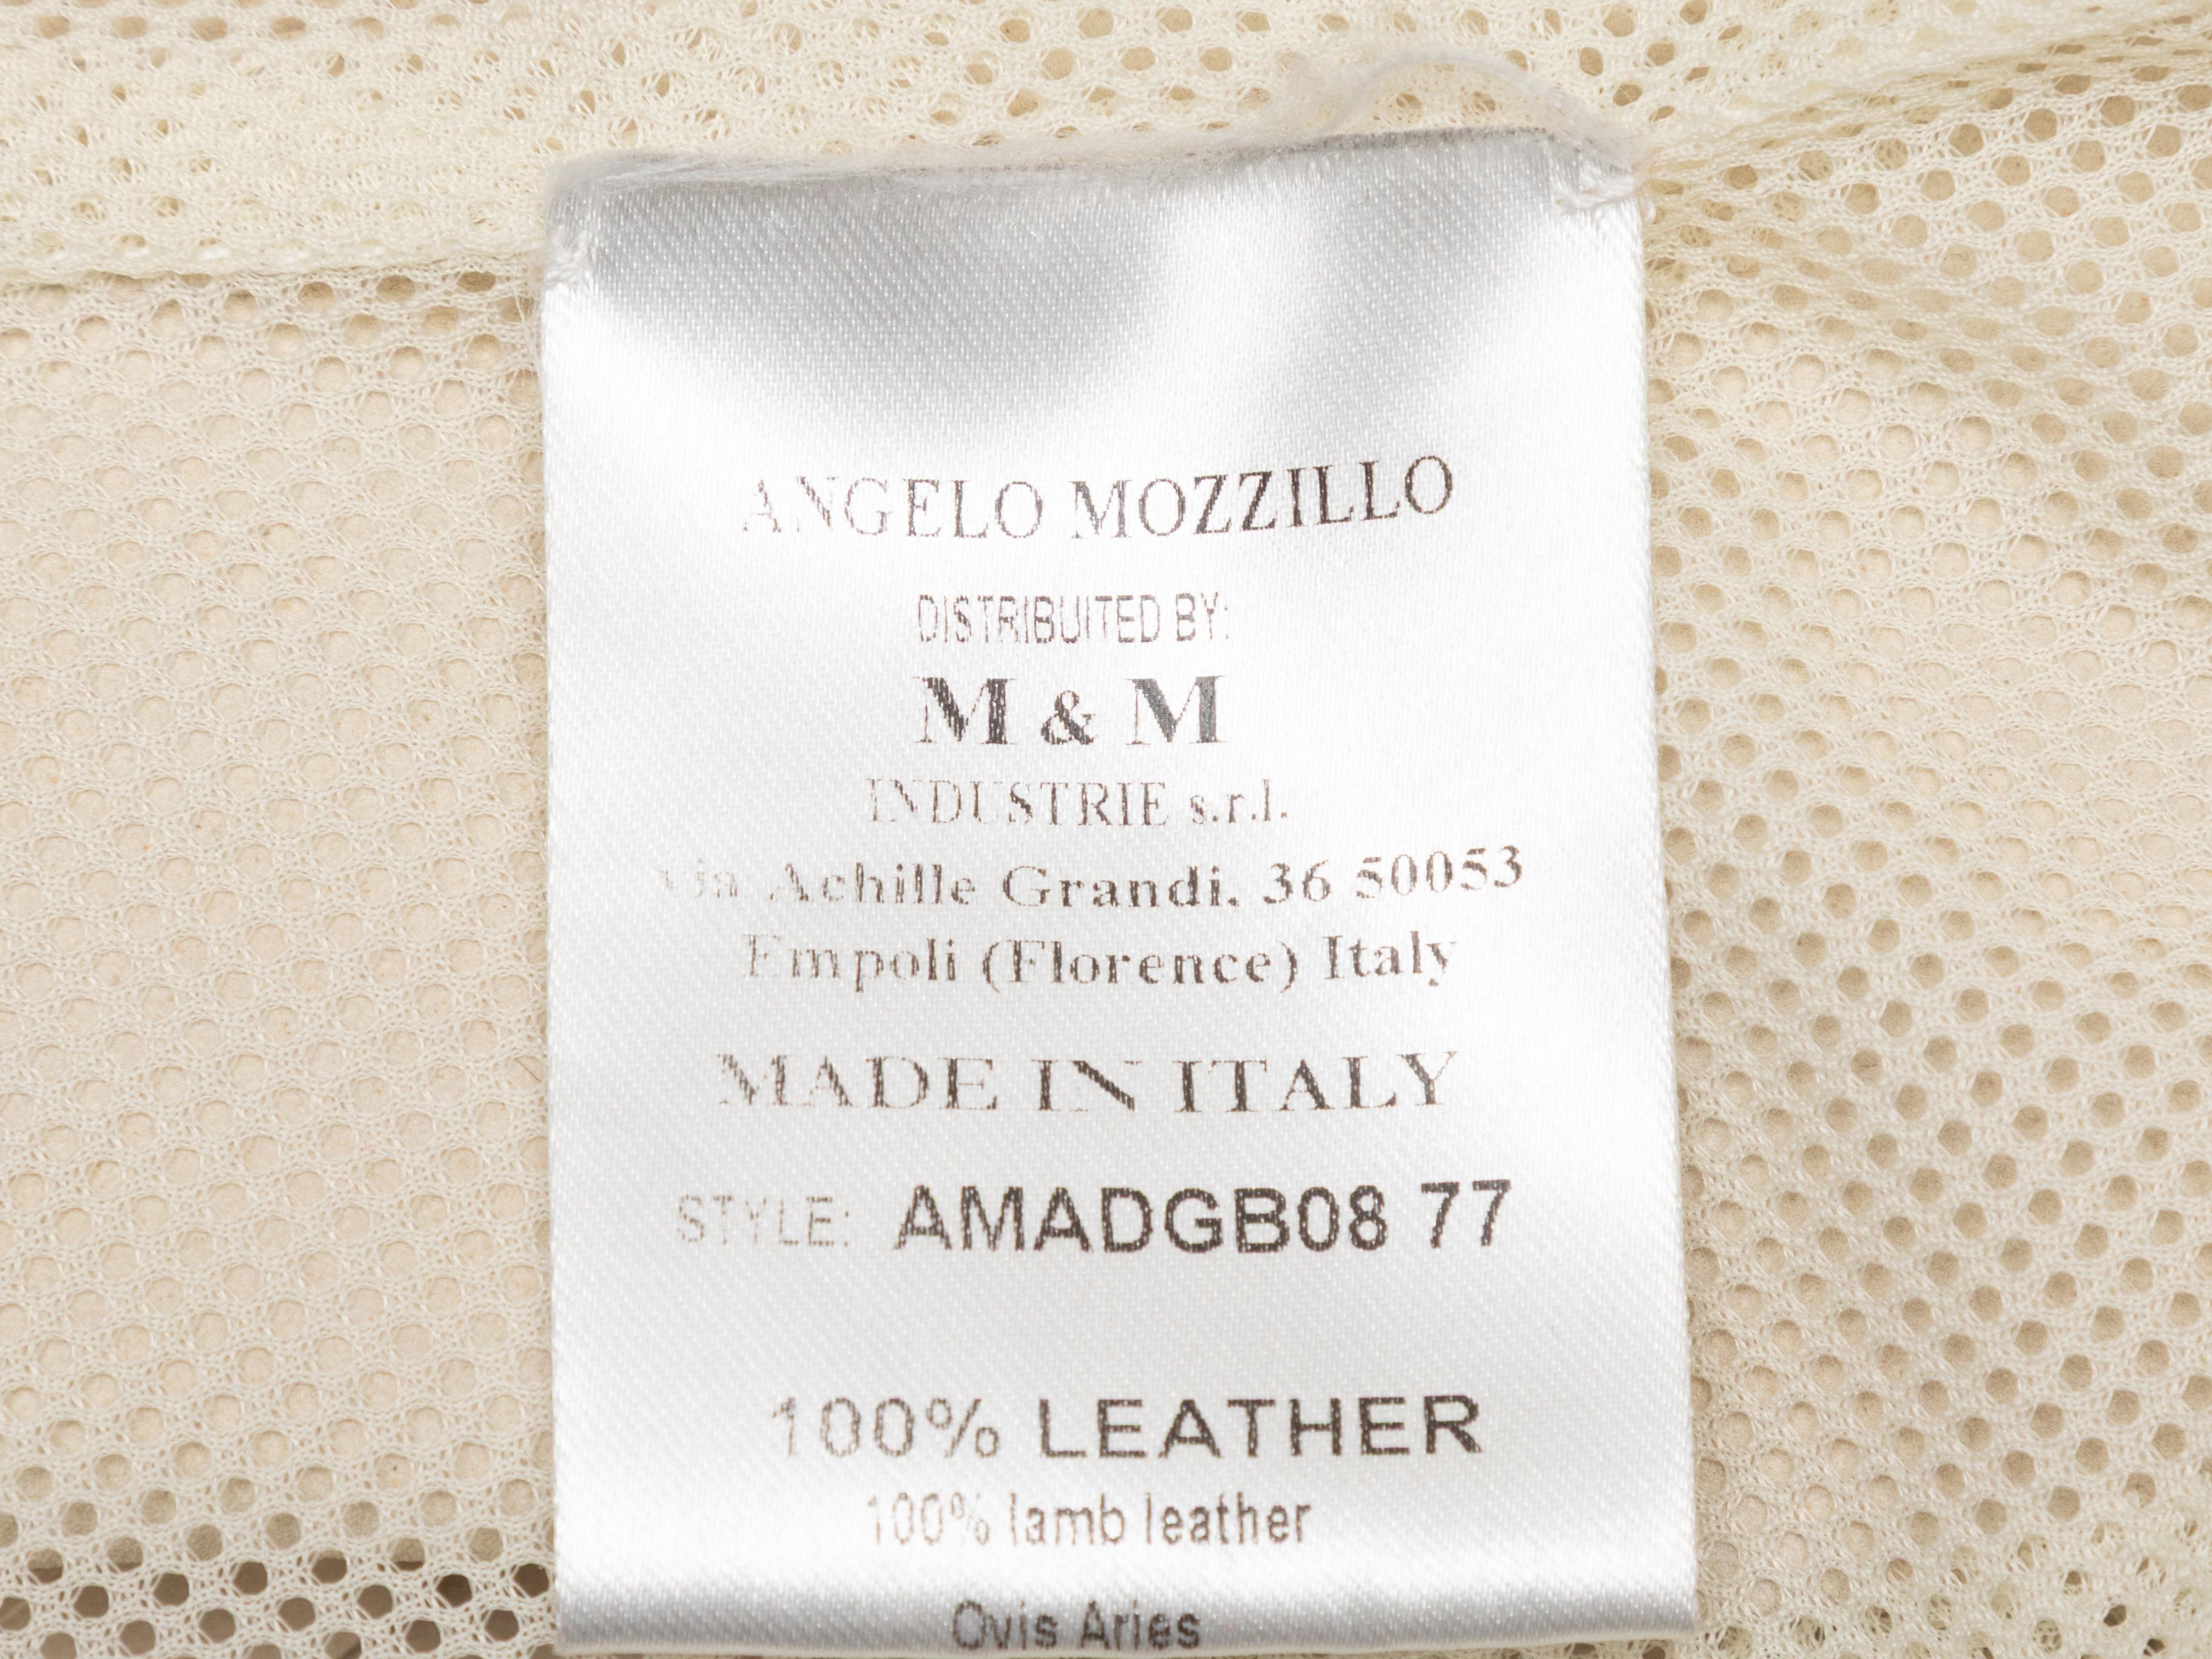 ANGELO MOZZILLO
DISTRIBUITED BY:
M & M
INDUSTRIE s.r.l.
via Achille Grandi, 36 50053
Empoli (Florence) Italy
MADE IN ITALY
STYLE: AMADGB08 77
100% LEATHER
100% lamb leather
Ovis Aries